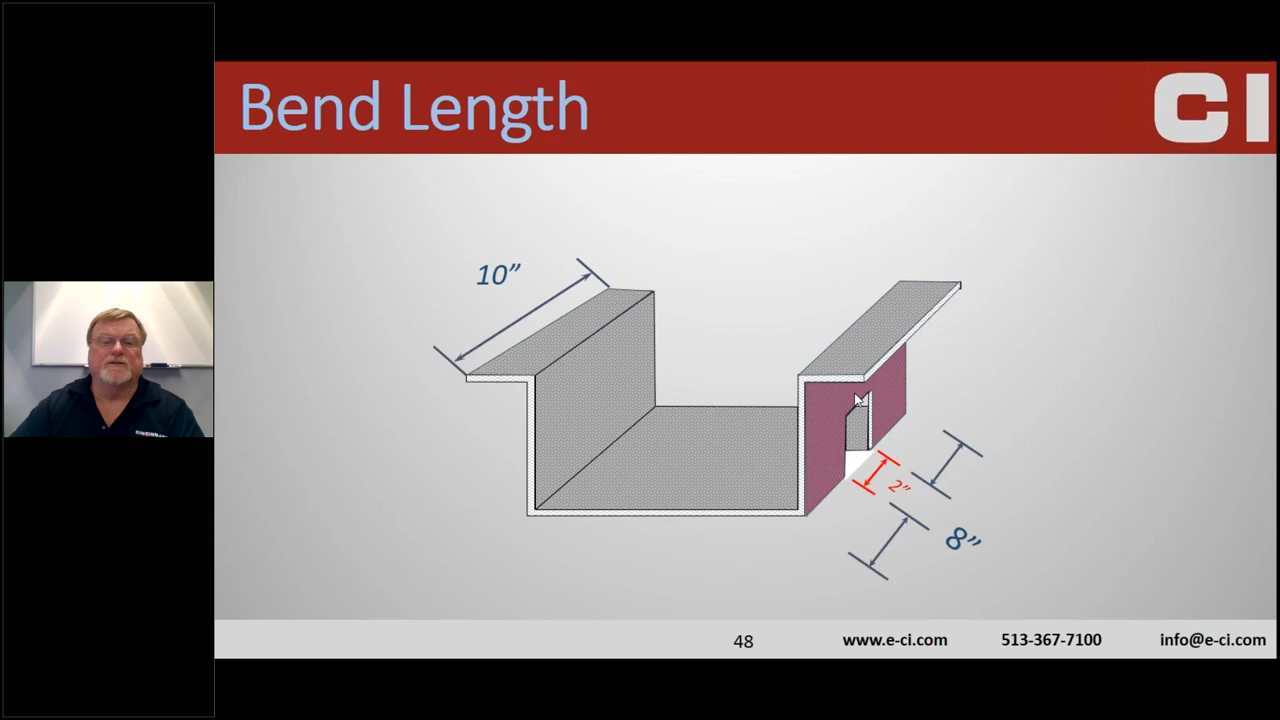 Bend Length
CI
10”
2”
8”
48
www.e-ci.com
513-367-7100
info@e-ci.com